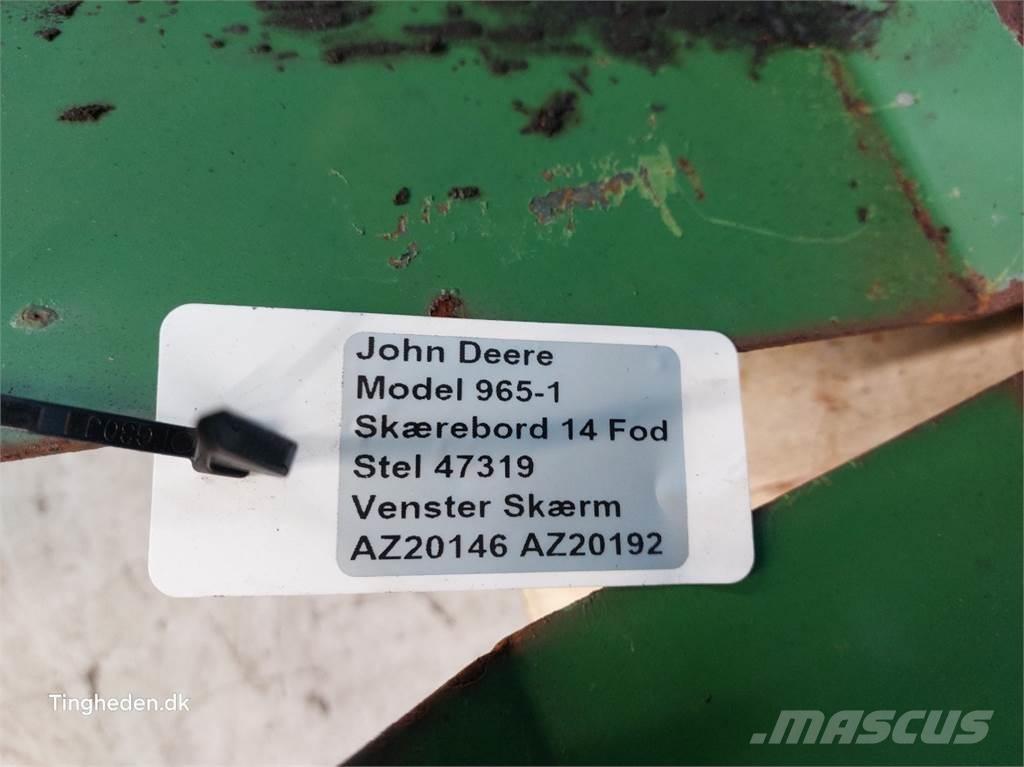 John Deere
Model 965-1
Skærebord 14 Fod
Stel 47319
Venster Skærm
AZ20146 AZ20192
Tingheden.dk
MASCUS